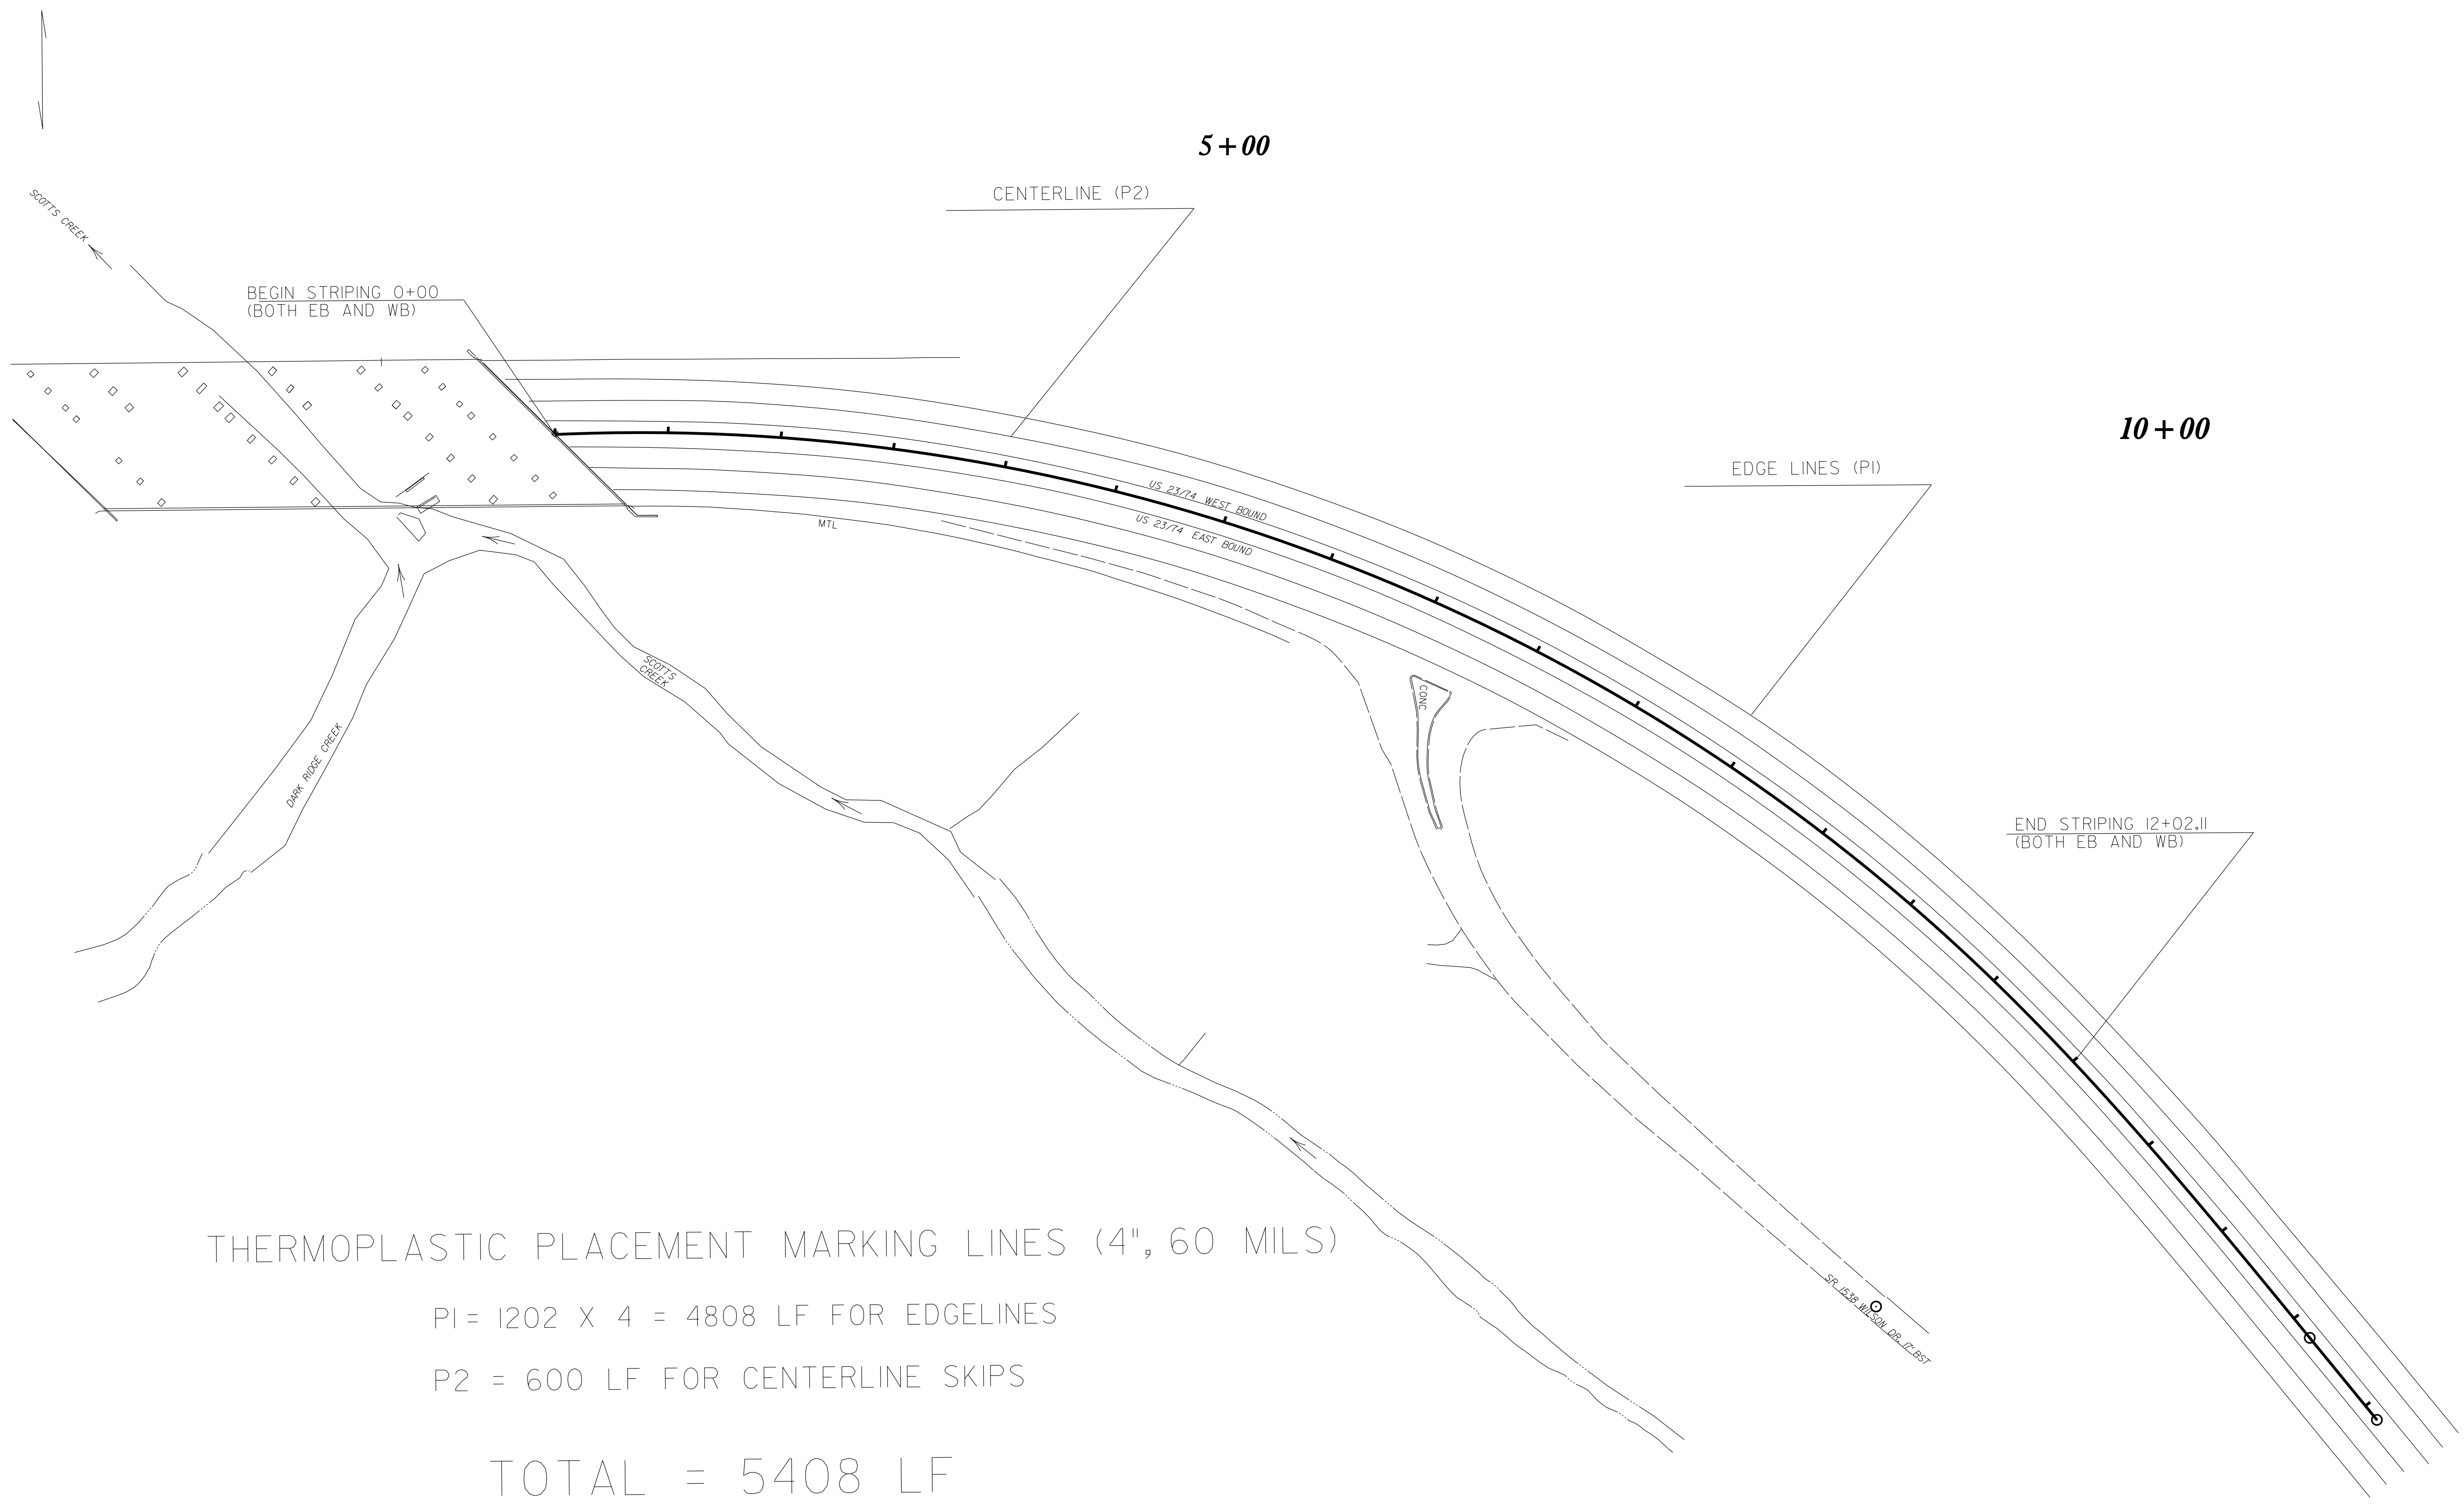 5+00
CENTERLINE (P2)
SCOTTS CREEK
BEGIN STRIPING 0+00
(BOTH EB AND WB)
10+00
EDGE LINES (P1)
US 23/74 WEST BOUND
US 23/74 EAST BOUND
MTL
SCOTTS
CREEK
CONC
DARK RIDGE CREEK
END STRIPING 12+02.11
(BOTH EB AND WB)
THERMOPLASTIC PLACEMENT MARKING LINES (4", 60 MILS)
P1 = 1202 X 4 = 4808 LF FOR EDGELINES
P2 = 600 LF FOR CENTERLINE SKIPS
TOTAL = 5408 LF
SR 1538 WILSON DR. 17' BST